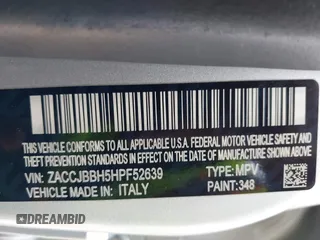 THIS VEHICLE CONFORMS TO ALL APPLICABLE U.S.A. FEDERAL MOTOR VEHICLE SAFETY AND
THEFT PREVENTION STANDARDS IN EFFECT ON THE DATE OF MANUFACTURE SHOWN ABOVE.
VIN: ZACCJBBH5HPF52639 TYPE: MPV
VEHICLE MADE IN: ITALY PAINT: 348
DREAMBID